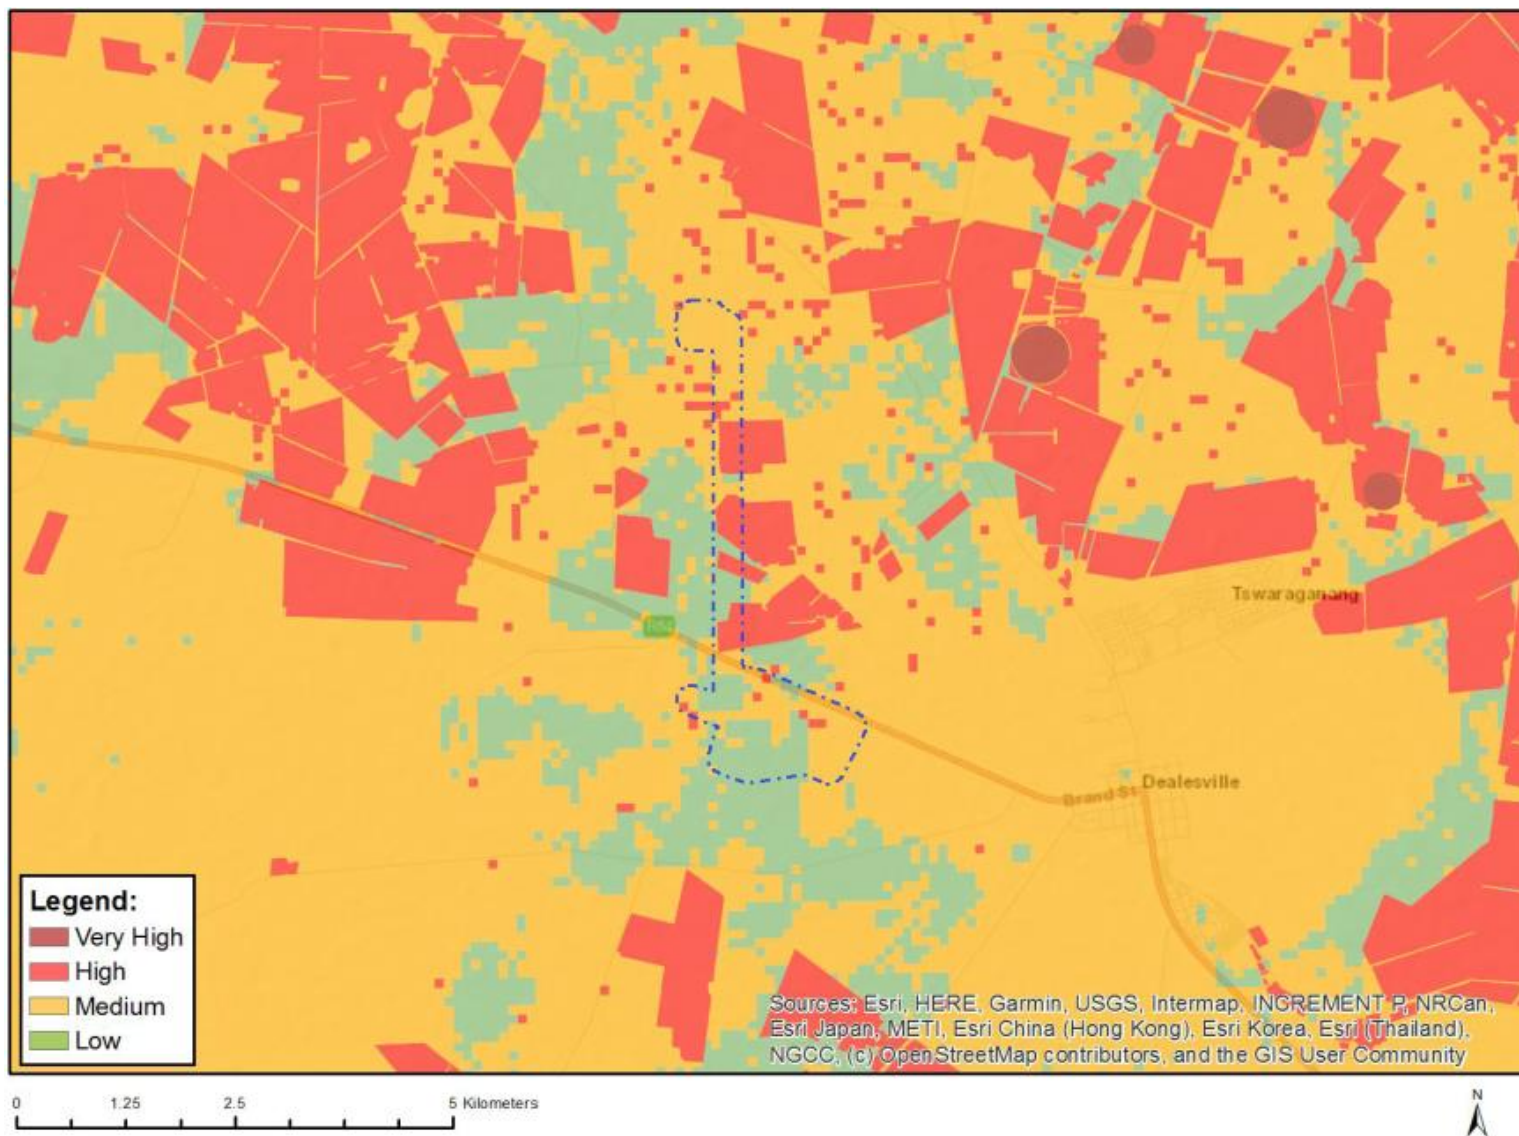 R64
Tswaraganang
Brand St
Dealesville
Legend:
Very High
High
Medium
Low
Sources: Esri, HERE, Garmin, USGS, Intermap, INCREMENT P, NRCan,
Esri Japan, METI, Esri China (Hong Kong), Esri Korea, Esri (Thailand),
NGCC, (c) OpenStreetMap contributors, and the GIS User Community
0 1.25 2.5 5 Kilometers
N